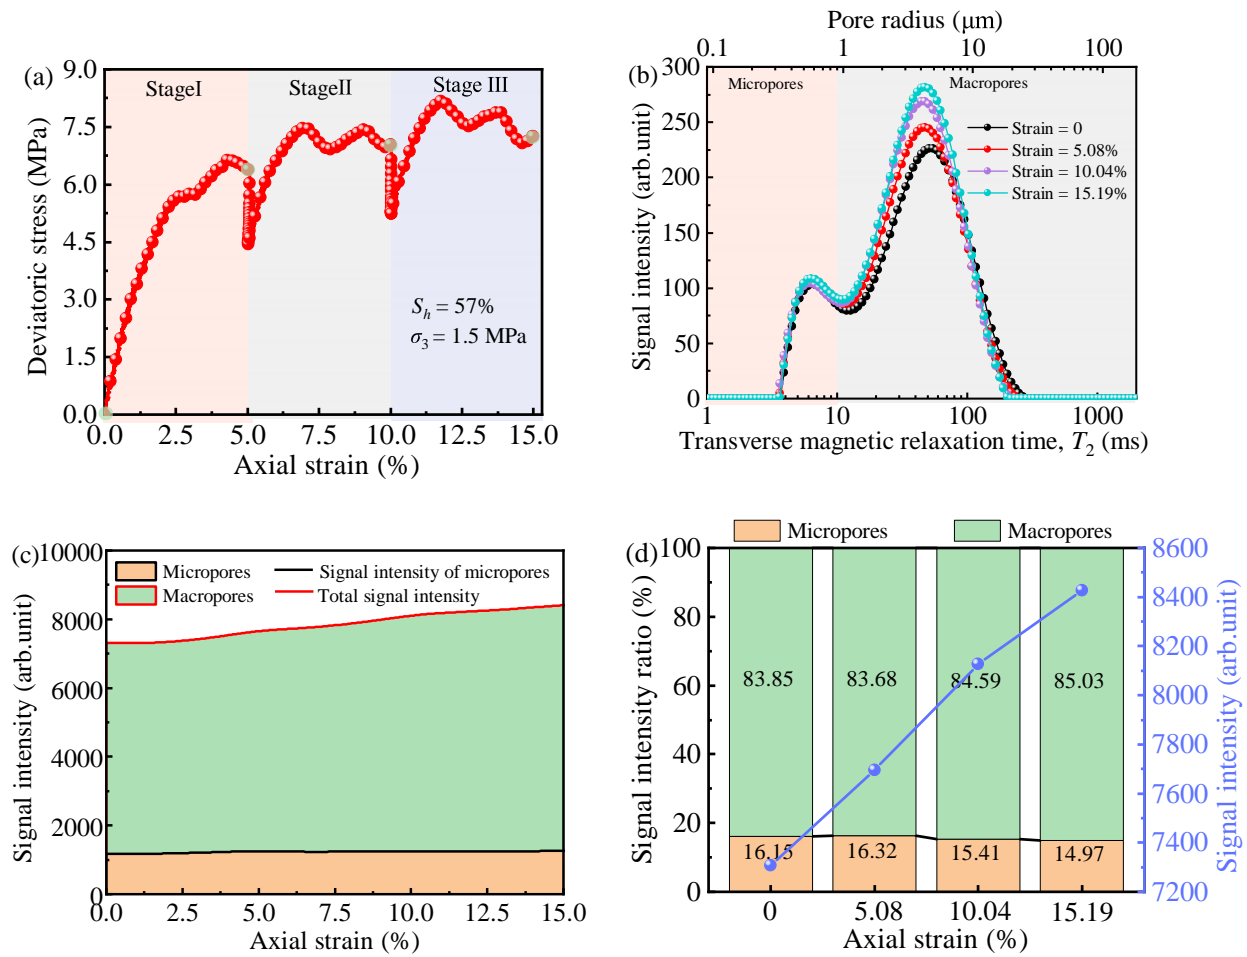 (a)
9.0
7.5
6.0
4.5
3.0
1.5
0.0
Deviatoric stress (MPa)
StageI
StageII
Stage III
S_h = 57%
σ_3 = 1.5 MPa
0.0 2.5 5.0 7.5 10.0 12.5 15.0
Axial strain (%)
Pore radius (μm)
0.1 1 10 100
(b)
300
250
200
150
100
50
0
Signal intensity (arb.unit)
Micropores
Macropores
Strain = 0
Strain = 5.08%
Strain = 10.04%
Strain = 15.19%
1 10 100 1000
Transverse magnetic relaxation time, T_2 (ms)
(c)
10000
8000
6000
4000
2000
0
Signal intensity (arb.unit)
Micropores
Macropores
Signal intensity of micropores
Total signal intensity
0.0 2.5 5.0 7.5 10.0 12.5 15.0
Axial strain (%)
Micropores
Macropores
(d)
100
80
60
40
20
0
Signal intensity ratio (%)
83.85 83.68 84.59 85.03
16.15 16.32 15.41 14.97
0 5.08 10.04 15.19
Axial strain (%)
8600
8400
8200
8000
7800
7600
7400
7200
Signal intensity (arb.unit)